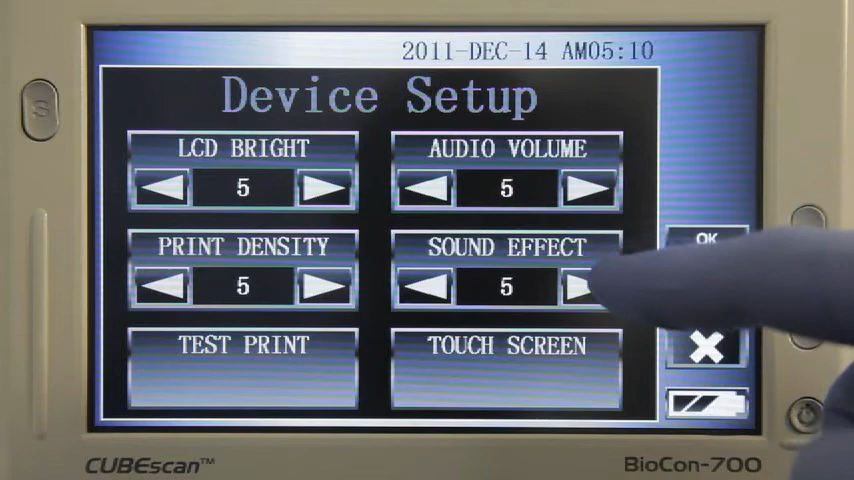 2011-DEC-14 AM05:10
Device Setup
LCD BRIGHT
AUDIO VOLUME
5
5
PRINT DENSITY
SOUND EFFECT
OK
5
5
TEST PRINT
TOUCH SCREEN
S
CUBEscan™
BioCon-700